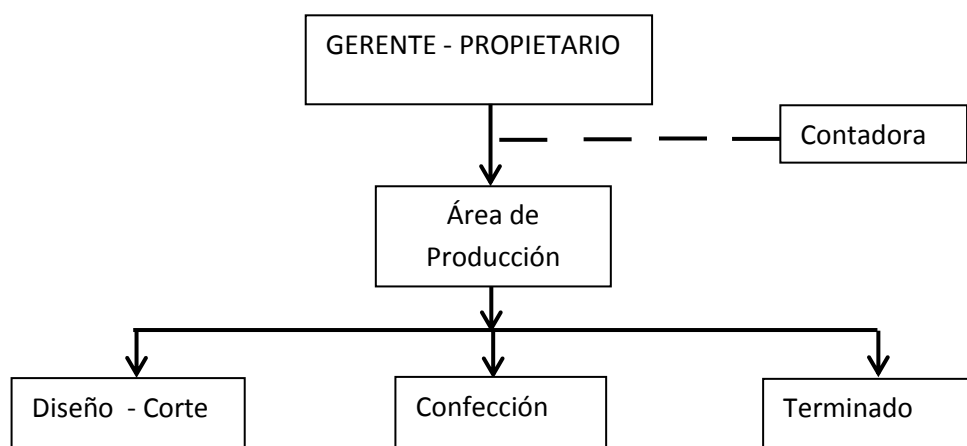 GERENTE - PROPIETARIO
Contadora
Área de
Producción
Diseño - Corte
Confección
Terminado